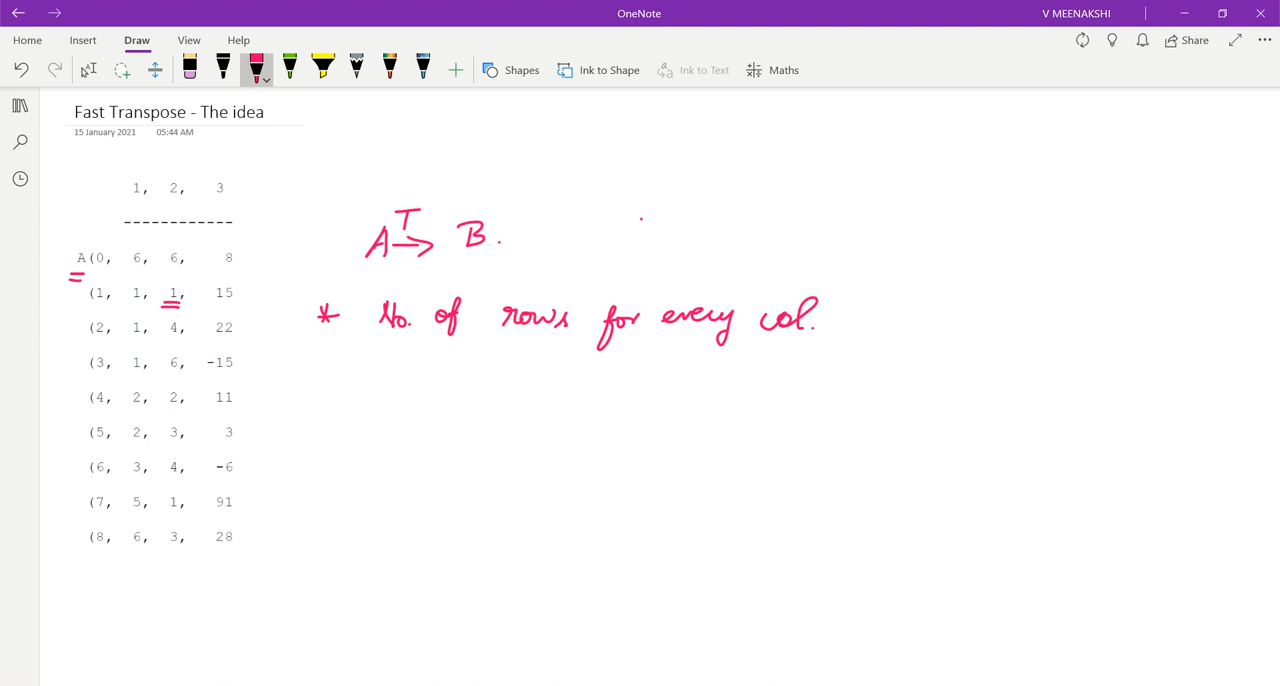 OneNote
V MEENAKSHI
Home Insert Draw View Help
Share
Shapes Ink to Shape Ink to Text Maths
Fast Transpose - The idea
15 January 2021 05:44 AM
1, 2, 3
------------
A(0, 6, 6, 8
(1, 1, 1, 15
(2, 1, 4, 22
(3, 1, 6, -15
(4, 2, 2, 11
(5, 2, 3, 3
(6, 3, 4, -6
(7, 5, 1, 91
(8, 6, 3, 28
A T→ B.
* No. of rows for every col.